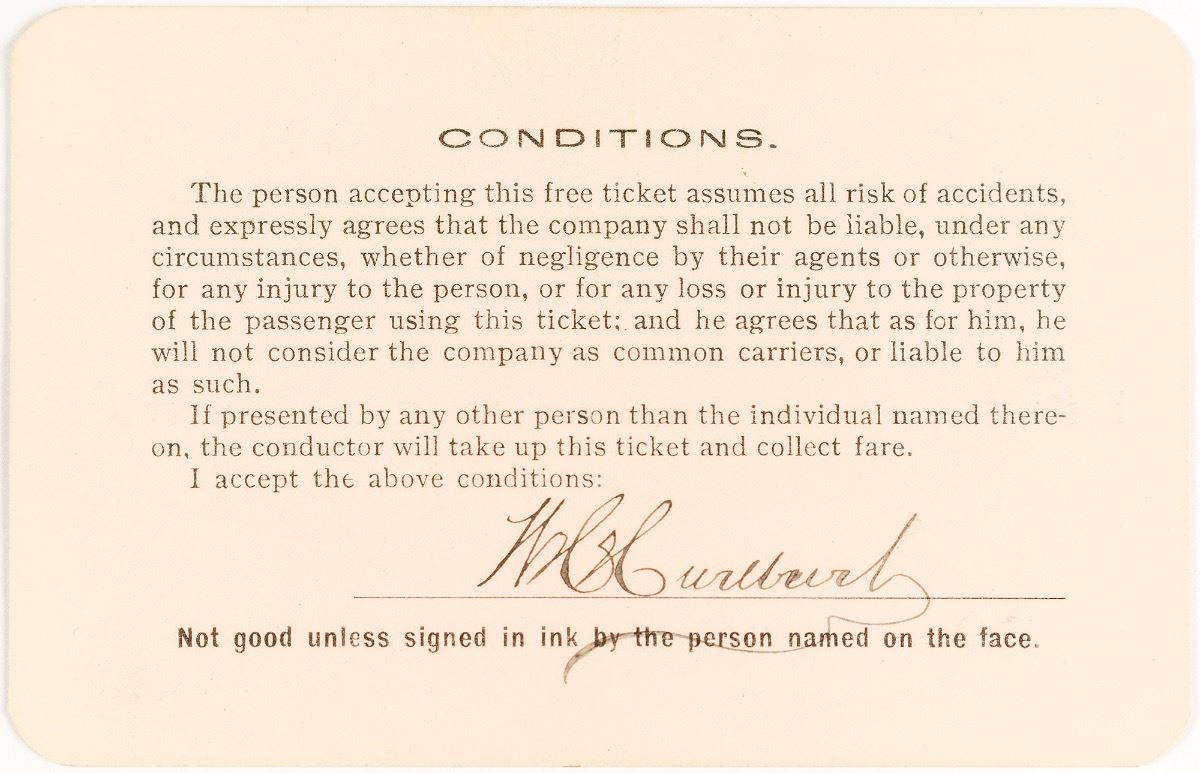 CONDITIONS.
The person accepting this free ticket assumes all risk of accidents,
and expressly agrees that the company shall not be liable, under any
circumstances, whether of negligence by their agents or otherwise,
for any injury to the person, or for any loss or injury to the property
of the passenger using this ticket; and he agrees that as for him, he
will not consider the company as common carriers, or liable to him
as such.
If presented by any other person than the individual named there-
on, the conductor will take up this ticket and collect fare.
I accept the above conditions:
Not good unless signed in ink by the person named on the face.